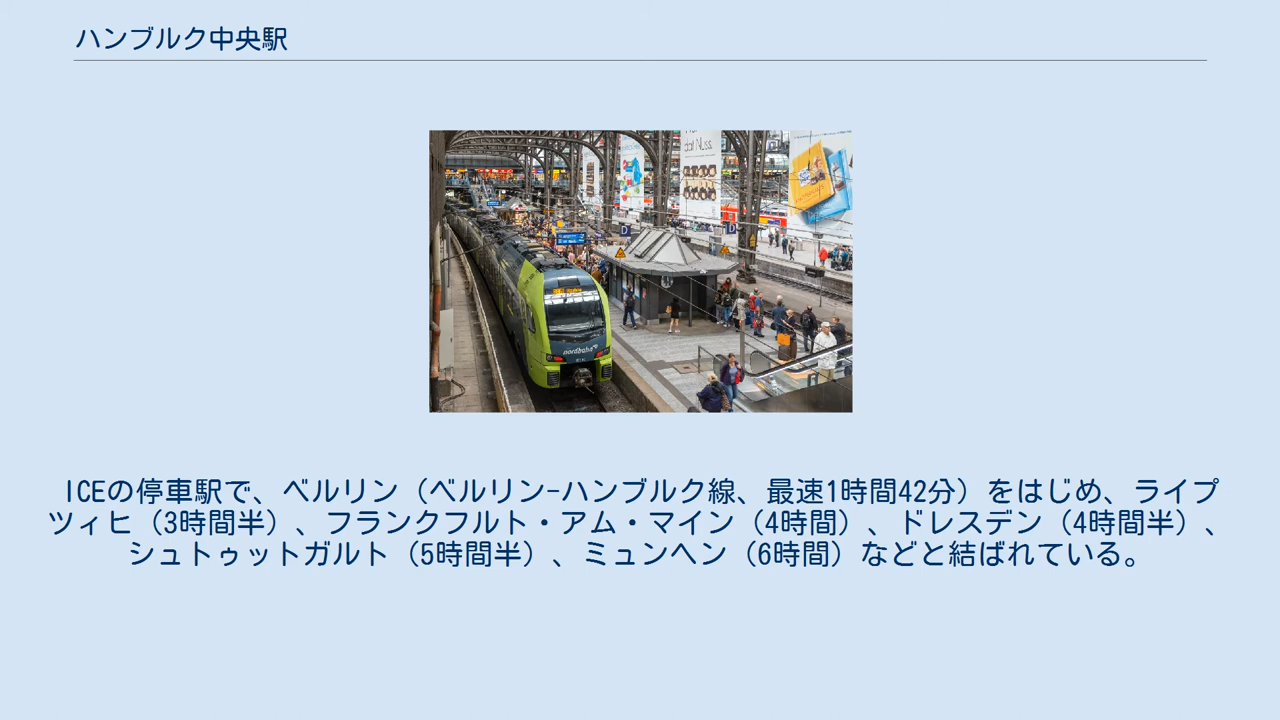 ハンブルク中央駅
dat Nuss
D
D
nordbahn
ICEの停車駅で、ベルリン（ベルリン-ハンブルク線、最速1時間42分）をはじめ、ライプ
ツィヒ（3時間半）、フランクフルト・アム・マイン（4時間）、ドレスデン（4時間半）、
シュトゥットガルト（5時間半）、ミュンヘン（6時間）などと結ばれている。